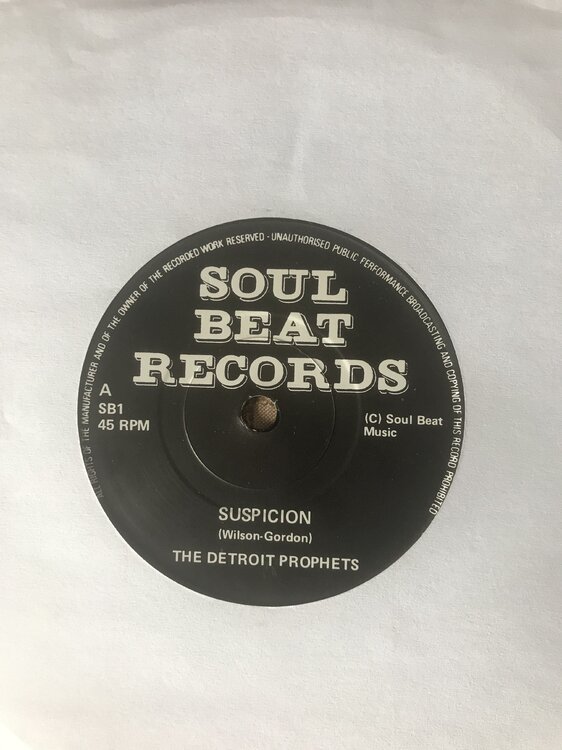 ALL RIGHTS OF THE MANUFACTURER AND OF THE OWNER OF THE RECORDED WORK RESERVED - UNAUTHORISED PUBLIC PERFORMANCE BROADCASTING AND COPYING OF THIS RECORD PROHIBITED
SOUL
BEAT
RECORDS
A
SB1
45 RPM
(C) Soul Beat
Music
SUSPICION
(Wilson-Gordon)
THE DETROIT PROPHETS